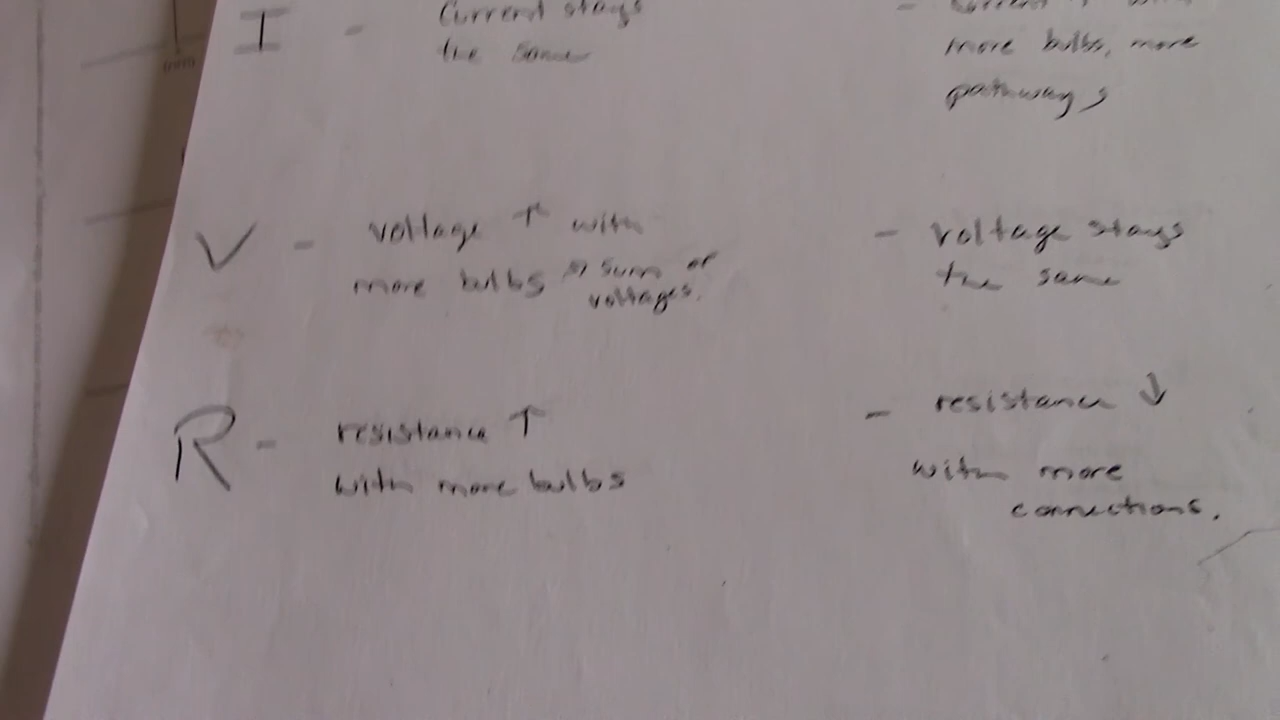 I - Current stays
the same
- more bulbs, more
pathways
V - voltage ↑ with
more bulbs sum of
voltages.
- voltage stays
the same
R - resistance ↑
with more bulbs
- resistance ↓
with more
connections.